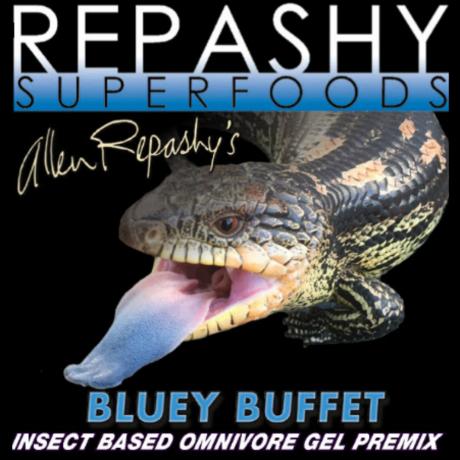 REPASHY
SUPERFOODS
Allen Repashy's
BLUEY BUFFET
INSECT BASED OMNIVORE GEL PREMIX